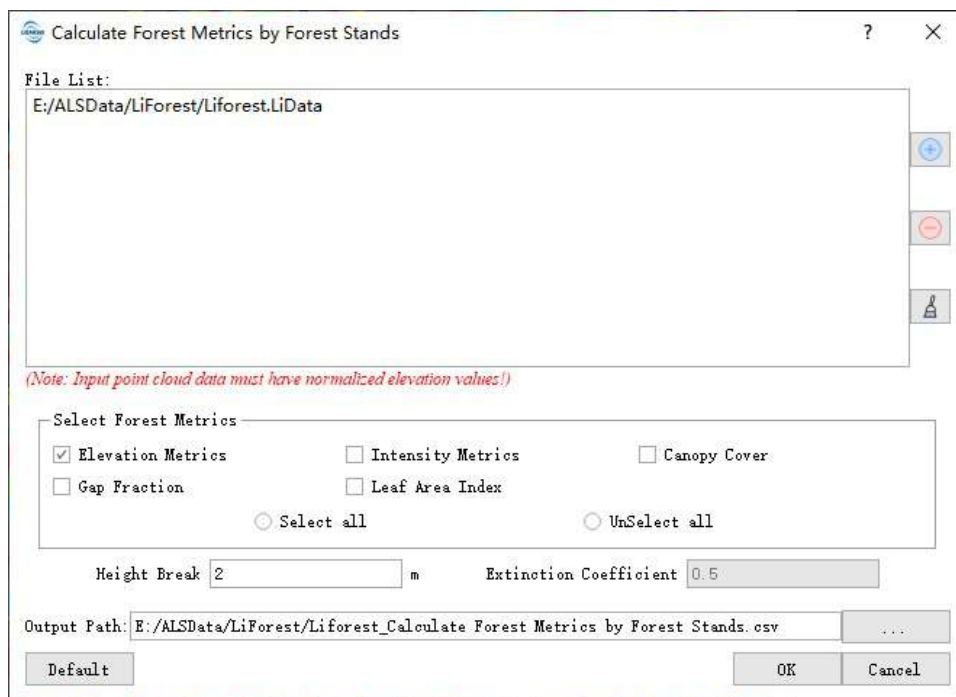 Calculate Forest Metrics by Forest Stands ?
File List:
E:/ALSData/LiForest/Liforest.LiData
(Note: Input point cloud data must have normalized elevation values!)
Select Forest Metrics
Elevation Metrics Intensity Metrics Canopy Cover
Gap Fraction Leaf Area Index
Select all UnSelect all
Height Break 2 m Extinction Coefficient 0.5
Output Path: E:/ALSData/LiForest/Liforest_Calculate Forest Metrics by Forest Stands.csv ...
Default OK Cancel